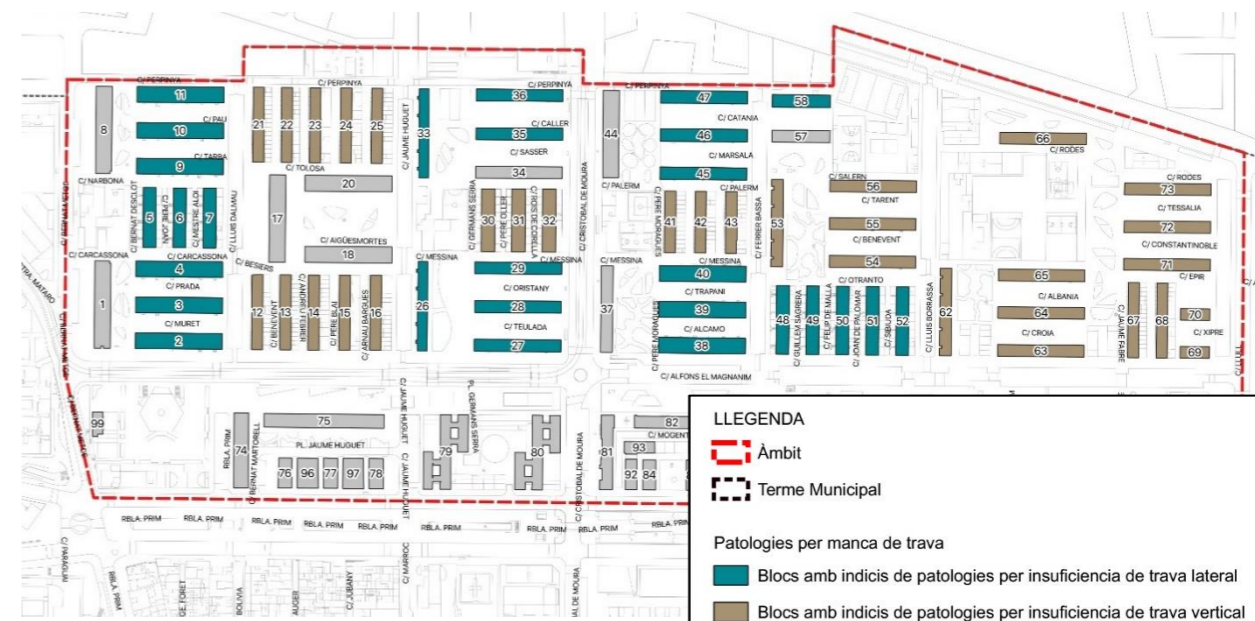 C/ PERPINYA
C/ PERPINYA
C/ PERPINYA
C/ PERPINYA
8
11
C/ PAU
10
C/ TARBA
9
C/ NARBONA
21
22
23
24
25
C/ TOLOSA
C/ JAUME HUGUET
33
36
C/ CALLER
35
C/ SASSER
34
C/ CRISTOBAL DE MOURA
44
C/ PALERM
47
C/ CATANIA
46
C/ MARSALA
45
C/ PALERM
58
57
66
C/ RODES
C/ BERNAT DESCLOT
5
C/ PERE JOAN
6
C/ MESTRE ALOI
7
C/ LLUIS DALMAU
17
20
C/ AIGÜESMORTES
18
C/ GERMANS SERRA
30
C/ PERE OLLER
31
C/ ROIS DE CORELLA
32
C/ PERE MORAGUES
41
42
43
C/ FERRER BASSA
53
C/ SALERN
56
C/ TARENT
55
C/ BENEVENT
54
C/ OTRANTO
C/ RODES
73
C/ TESSALIA
72
C/ CONSTANTINOBLE
71
C/ EPIR
C/ CARCASSONA
1
C/ CARCASSONA
4
C/ PRADA
3
C/ MURET
2
C/ BESIERS
12
C/ BENEVENT
13
C/ ANDREU FEBRER
14
C/ PERE BLAI
15
C/ ARNAU BARGUES
16
C/ MESSINA
26
29
C/ MESSINA
C/ ORISTANY
28
C/ TEULADA
27
C/ MESSINA
37
C/ PERE MORAGUES
C/ MESSINA
40
C/ TRAPANI
39
C/ ALCAMO
38
48
C/ GUILLEM SAGRERA
49
C/ FELIP DE MALLA
50
C/ JOAN DE PALOMAR
51
C/ SIBIUDA
52
C/ LLUIS BORRASSA
62
65
C/ ALBANIA
64
C/ CROIA
63
C/ JAUME FABRE
67
68
70
C/ XIPRE
69
C/ ALFONS EL MAGNANIM
99
RBLA. PRIM
74
C/ BERNAT MARTORELL
75
PL. JAUME HUGUET
76
96
77
97
78
C/ JAUME HUGUET
C/ JAUME HUGUET
79
PL. GERMANS SERRA
80
C/ CRISTOBAL DE MOURA
81
82
C/ MOGENT
93
92
84
RBLA. PRIM
RBLA. PRIM
RBLA. PRIM
RBLA. PRIM
RBLA. PRIM
RBLA. PRIM
RBLA. PRIM
RBLA. PRIM
RBLA. PRIM
C/ PARAGUAI
RBLA. PRIM
BOLIVIA
C/ JUBANY
C/ MARROC
LLEGENDA
Àmbit
Terme Municipal
Patologies per manca de trava
Blocs amb indicis de patologies per insuficiencia de trava lateral
Blocs amb indicis de patologies per insuficiencia de trava vertical